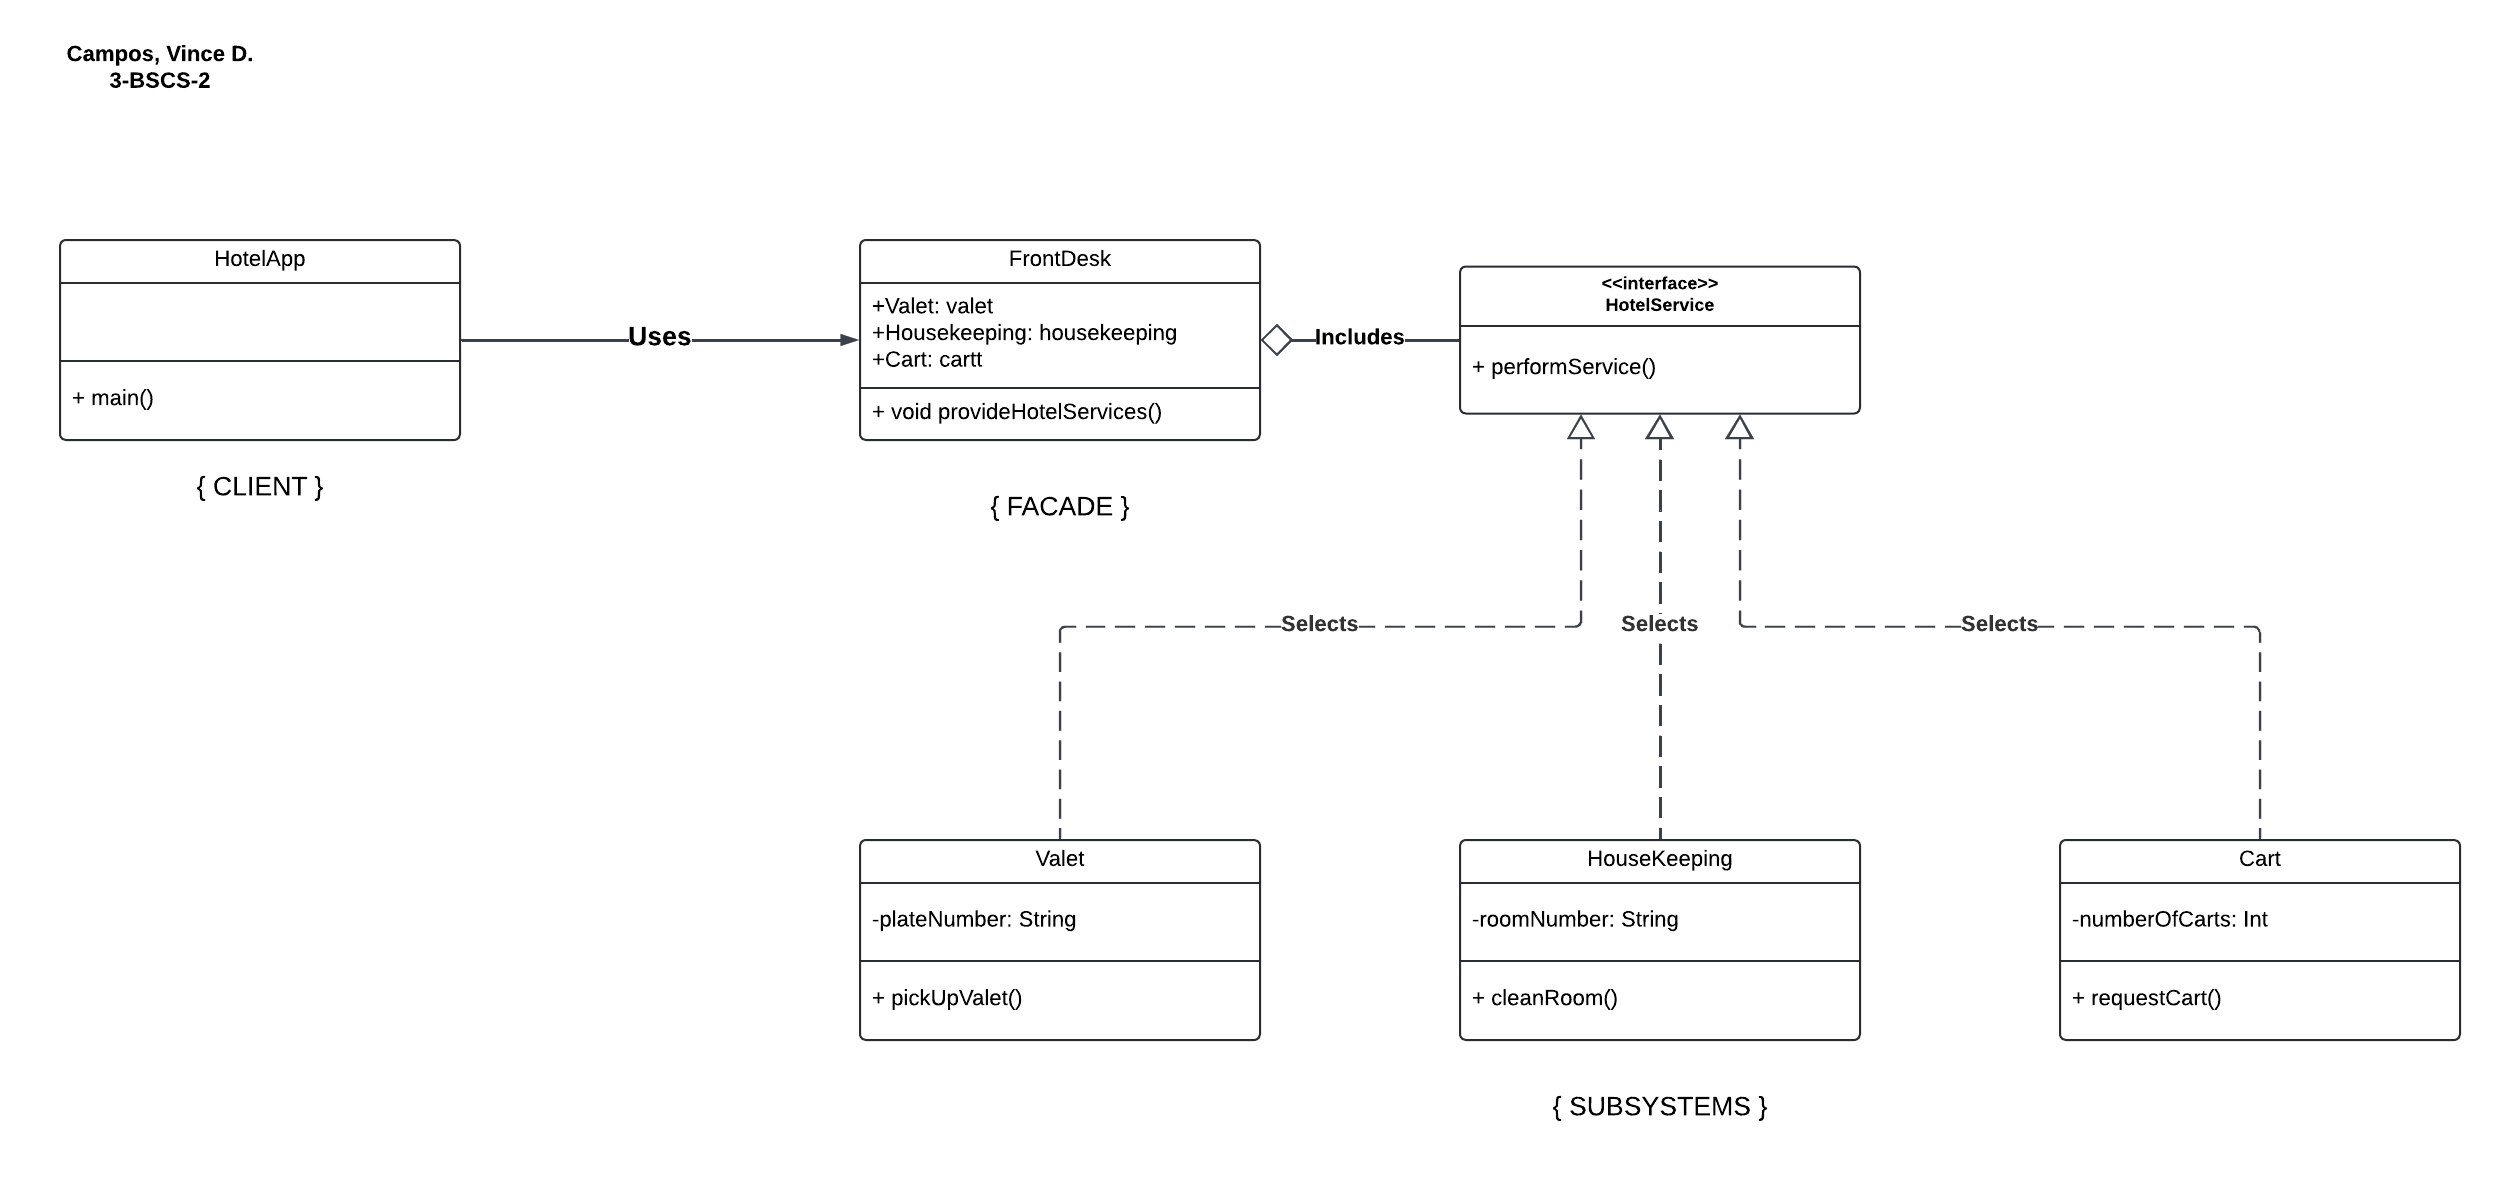 Campos, Vince D.
3-BSCS-2
HotelApp
+ main()
{ CLIENT }
Uses
FrontDesk
+Valet: valet
+Housekeeping: housekeeping
+Cart: cartt
+ void provideHotelServices()
{ FACADE }
Includes
<<interface>>
HotelService
+ performService()
Selects
Selects
Selects
Valet
-plateNumber: String
+ pickUpValet()
HouseKeeping
-roomNumber: String
+ cleanRoom()
Cart
-numberOfCarts: Int
+ requestCart()
{ SUBSYSTEMS }